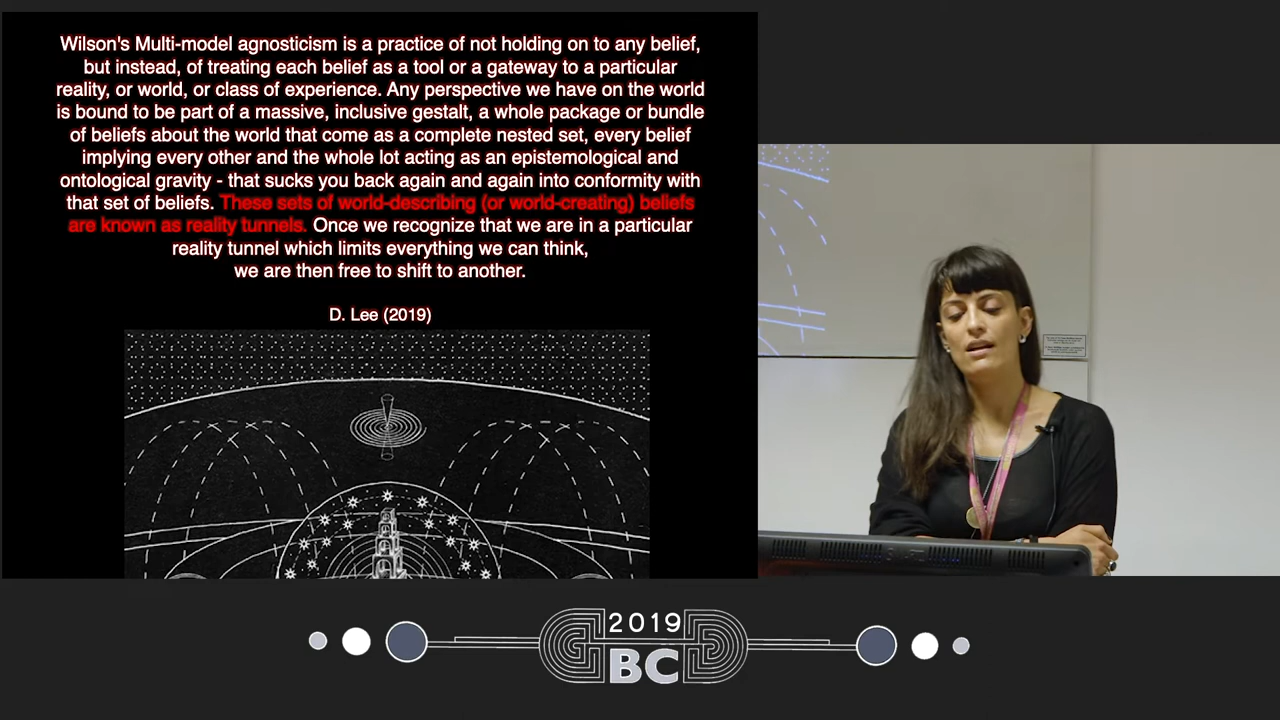 Wilson's Multi-model agnosticism is a practice of not holding on to any belief,
but instead, of treating each belief as a tool or a gateway to a particular
reality, or world, or class of experience. Any perspective we have on the world
is bound to be part of a massive, inclusive gestalt, a whole package or bundle
of beliefs about the world that come as a complete nested set, every belief
implying every other and the whole lot acting as an epistemological and
ontological gravity - that sucks you back again and again into conformity with
that set of beliefs. These sets of world-describing (or world-creating) beliefs
are known as reality tunnels. Once we recognize that we are in a particular
reality tunnel which limits everything we can think,
we are then free to shift to another.
D. Lee (2019)
2019
BC